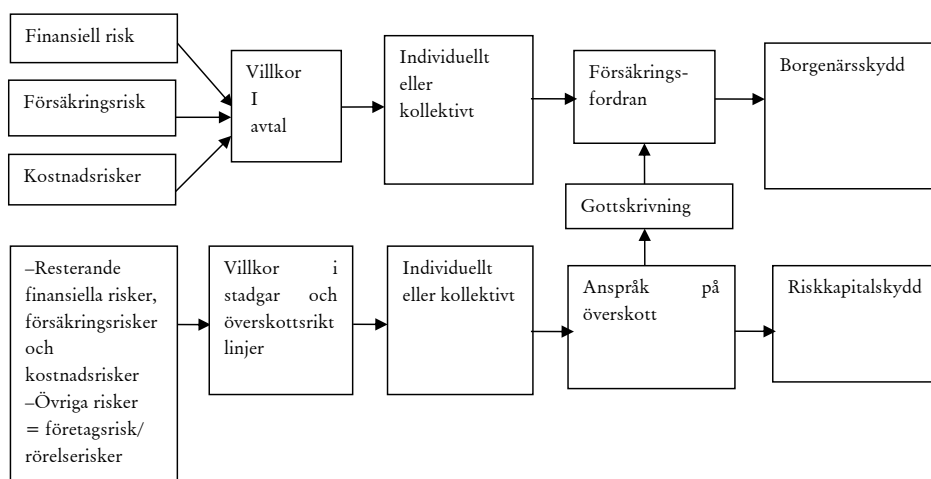 Finansiell risk
Försäkringsrisk
Kostnadsrisker
Villkor
I
avtal
Individuellt
eller
kollektivt
Försäkrings-
fordran
Borgenärsskydd
Gottskrivning
–Resterande
finansiella risker,
försäkringsrisker
och
kostnadsrisker
–Övriga risker
= företagsrisk/
rörelserisker
Villkor i
stadgar och
överskottsrikt
linjer
Individuellt
eller kollektivt
Anspråk på
överskott
Riskkapitalskydd